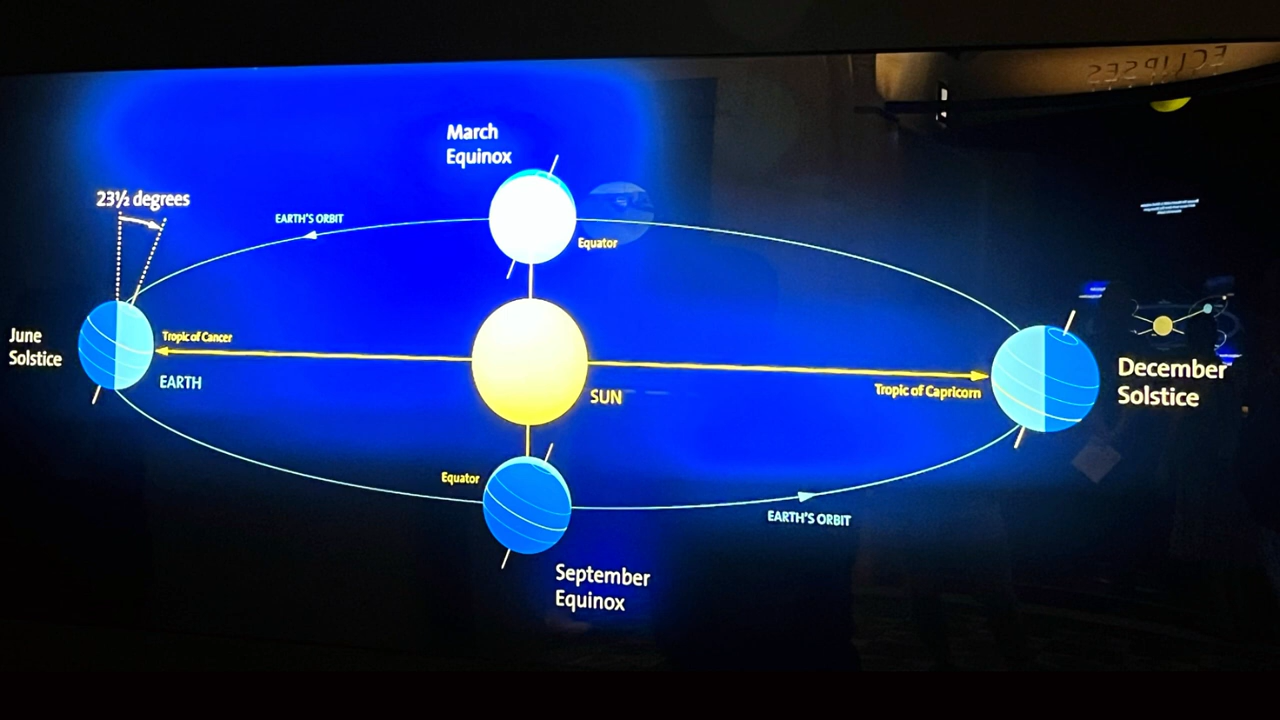 ECLIPSES
March
Equinox
23½ degrees
EARTH'S ORBIT
Equator
June
Solstice
Tropic of Cancer
EARTH
SUN
Tropic of Capricorn
December
Solstice
Equator
EARTH'S ORBIT
September
Equinox